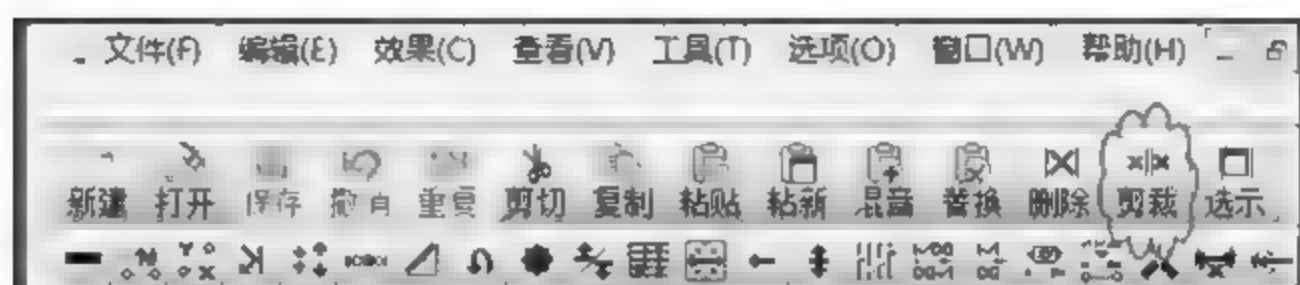 文件(F) 编辑(E) 效果(C) 查看(V) 工具(T) 选项(O) 窗口(W) 帮助(H)
新建 打开 保存 撤消 重复 剪切 复制 粘贴 粘新 混音 替换 删除 剪裁 选示